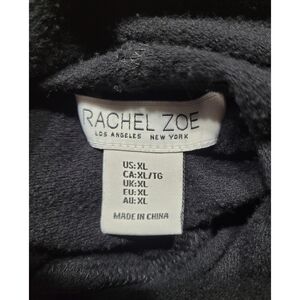 RACHEL ZOE
LOS ANGELES NEW YORK
US:XL
CA:XL/TG
UK:XL
EU:XL
AU:XL
MADE IN CHINA